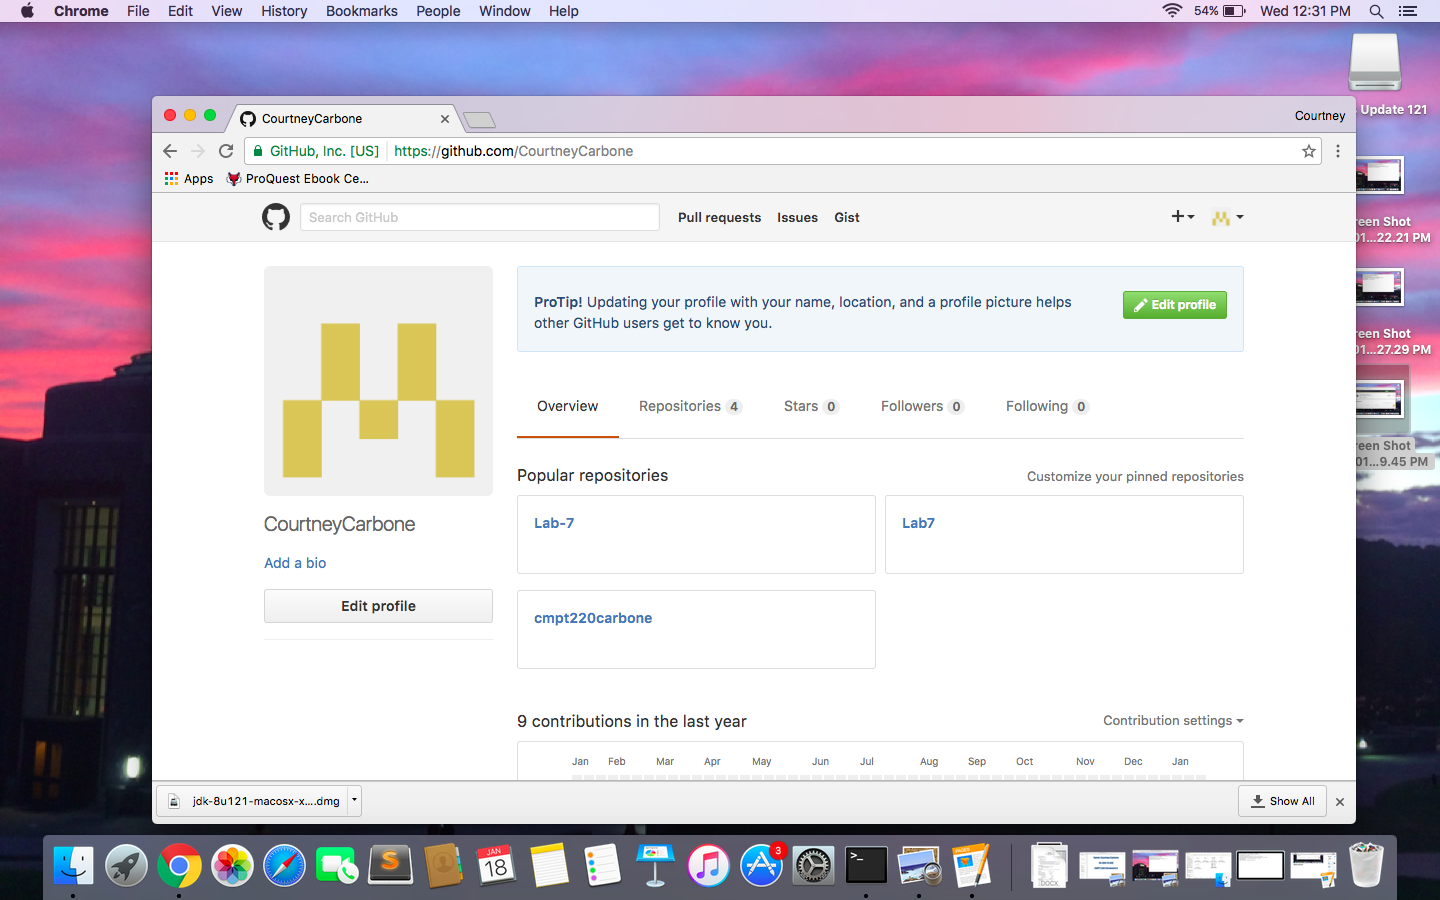 Chrome File Edit View History Bookmarks People Window Help 54% Wed 12:31 PM
Update 121
CourtneyCarbone Courtney
GitHub, Inc. [US] https://github.com/CourtneyCarbone
Apps ProQuest Ebook Ce...
Search GitHub Pull requests Issues Gist
reen Shot
01...22.21 PM
ProTip! Updating your profile with your name, location, and a profile picture helps
other GitHub users get to know you.
Edit profile
reen Shot
01...27.29 PM
Overview Repositories 4 Stars 0 Followers 0 Following 0
reen Shot
01...9.45 PM
Popular repositories Customize your pinned repositories
Lab-7 Lab7
CourtneyCarbone
Add a bio
Edit profile
cmpt220carbone
9 contributions in the last year Contribution settings
Jan Feb Mar Apr May Jun Jul Aug Sep Oct Nov Dec Jan
jdk-8u121-macosx-x....dmg Show All
JAN
18
3
PAGES
DOCX